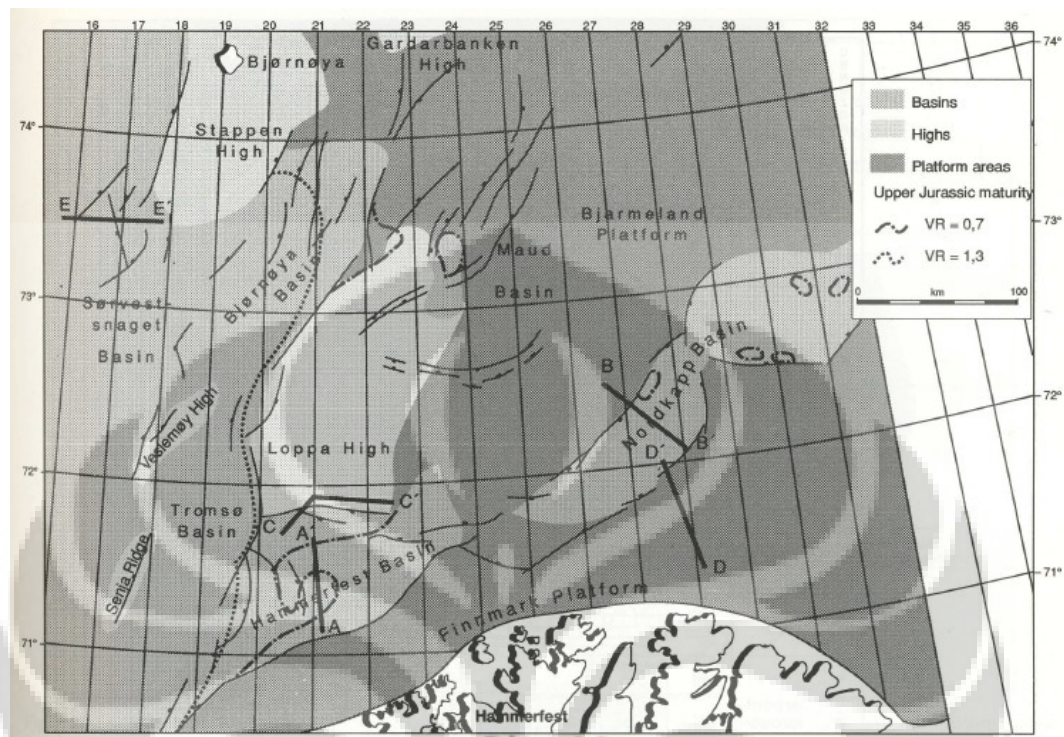 16 17 18 19 20 21 22 23 24 25 26 27 28 29 30 31 32 33 34 35 36
74°
74°
73°
73°
72°
72°
71°
71°
Bjørnøya
Gardarbanken
High
Stappen
High
E E´
Bjørnøya
Basin
Sørvest-
snaget
Basin
Maud
Basin
Bjarmeland
Platform
Veslemøy High
Loppa High
Nordkapp Basin
B B´
D´
D
Tromsø
Basin
Senja Ridge
C C´
A´
A
Hammerfest Basin
Finnmark Platform
Hammerfest
Basins
Highs
Platform areas
Upper Jurassic maturity
VR = 0,7
VR = 1,3
0 km 100